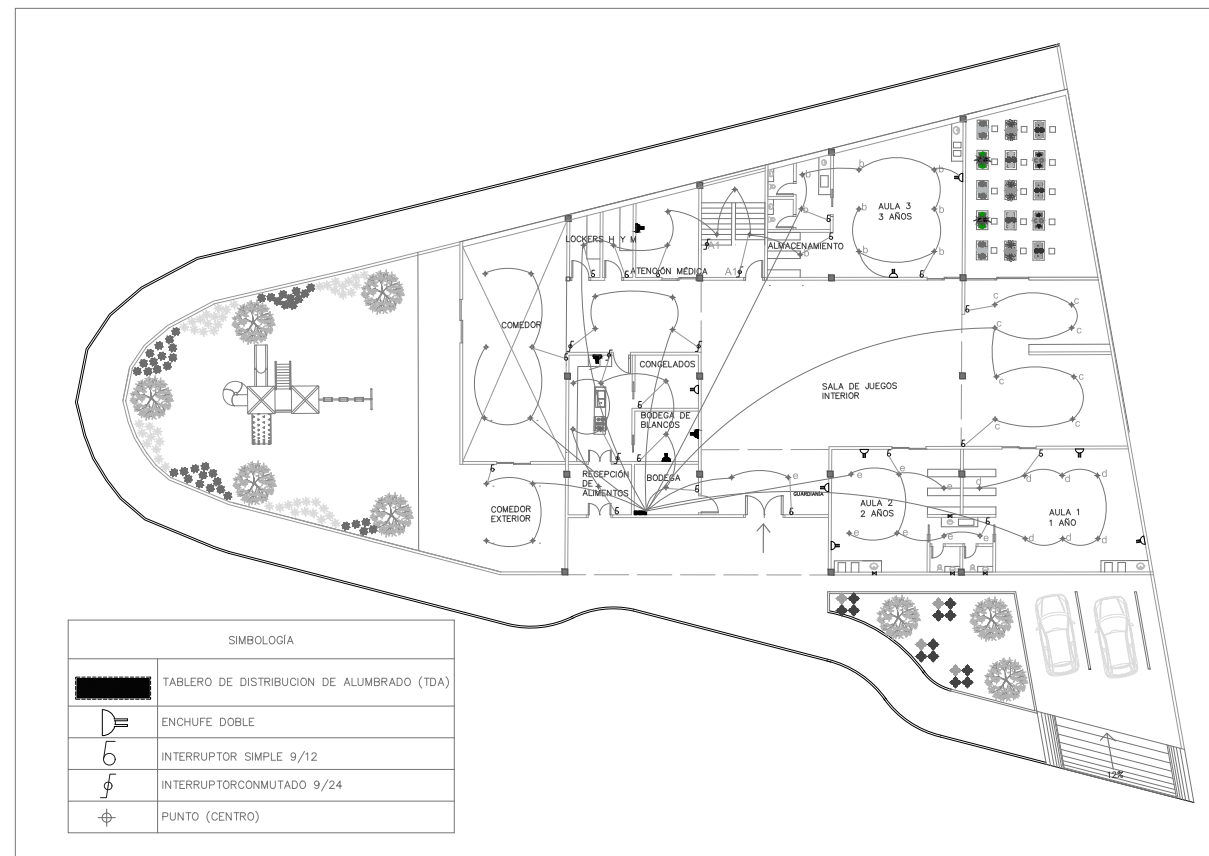 AULA 3
3 AÑOS
LOCKERS H Y M
ALMACENAMIENTO
ATENCIÓN MÉDICA
A1
A1
COMEDOR
CONGELADOS
SALA DE JUEGOS
INTERIOR
BODEGA DE
BLANCOS
RECEPCIÓN
DE
ALIMENTOS
BODEGA
GUARDIANIA
COMEDOR
EXTERIOR
AULA 2
2 AÑOS
AULA 1
1 AÑO
b
b
b
b
b
b
b
b
b
c
c
c
c
c
c
e
e
e
e
e
e
e
d
d
d
d
d
d
12%
SIMBOLOGÍA
TABLERO DE DISTRIBUCION DE ALUMBRADO (TDA)
ENCHUFE DOBLE
INTERRUPTOR SIMPLE 9/12
INTERRUPTORCONMUTADO 9/24
PUNTO (CENTRO)